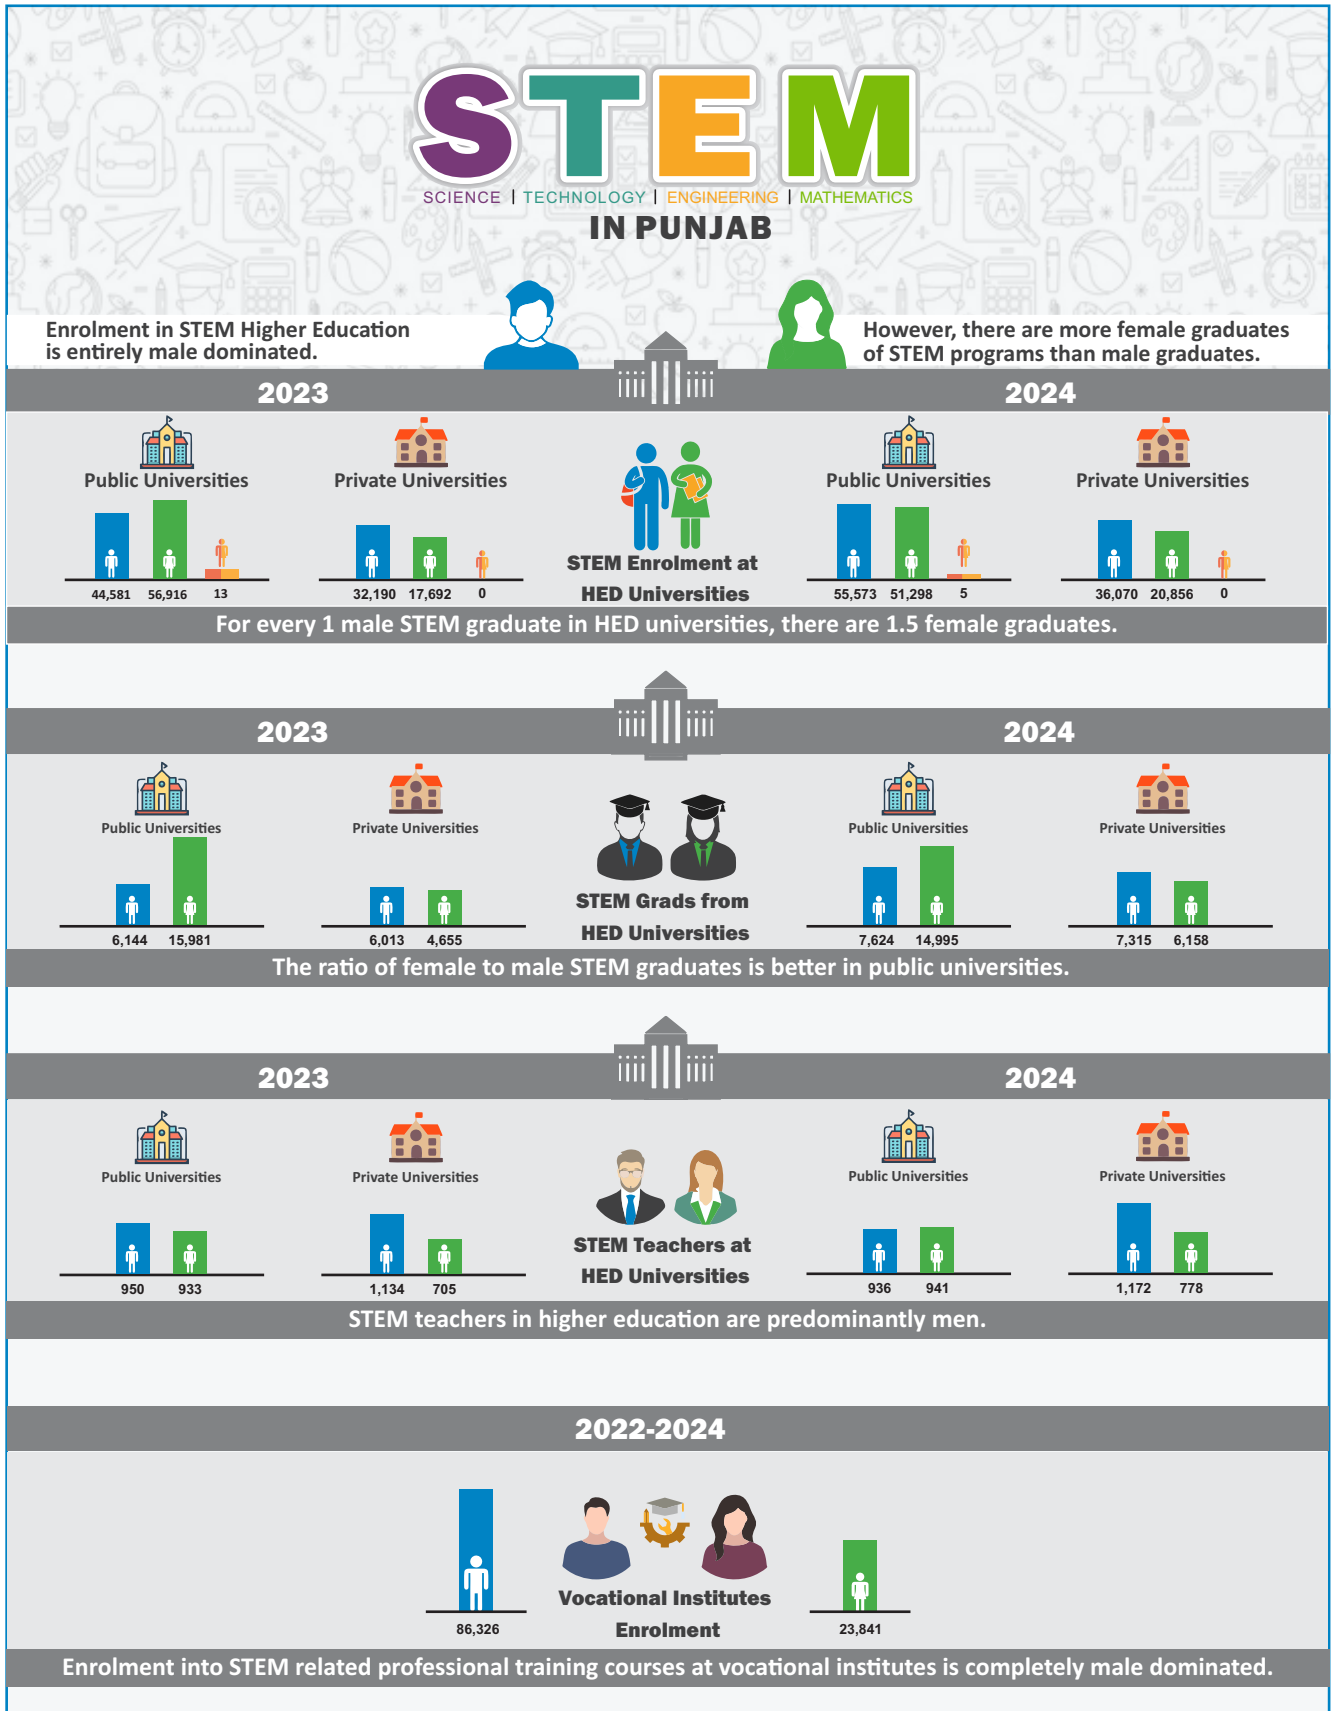 STEM
SCIENCE | TECHNOLOGY | ENGINEERING | MATHEMATICS
IN PUNJAB
Enrolment in STEM Higher Education
is entirely male dominated.
However, there are more female graduates
of STEM programs than male graduates.
2023
2024
Public Universities
Private Universities
Public Universities
Private Universities
44,581 56,916 13
32,190 17,692 0
STEM Enrolment at
HED Universities
55,573 51,298 5
36,070 20,856 0
For every 1 male STEM graduate in HED universities, there are 1.5 female graduates.
2023
2024
Public Universities
Private Universities
Public Universities
Private Universities
6,144 15,981
6,013 4,655
STEM Grads from
HED Universities
7,624 14,995
7,315 6,158
The ratio of female to male STEM graduates is better in public universities.
2023
2024
Public Universities
Private Universities
Public Universities
Private Universities
950 933
1,134 705
STEM Teachers at
HED Universities
936 941
1,172 778
STEM teachers in higher education are predominantly men.
2022-2024
86,326
Vocational Institutes
Enrolment
23,841
Enrolment into STEM related professional training courses at vocational institutes is completely male dominated.